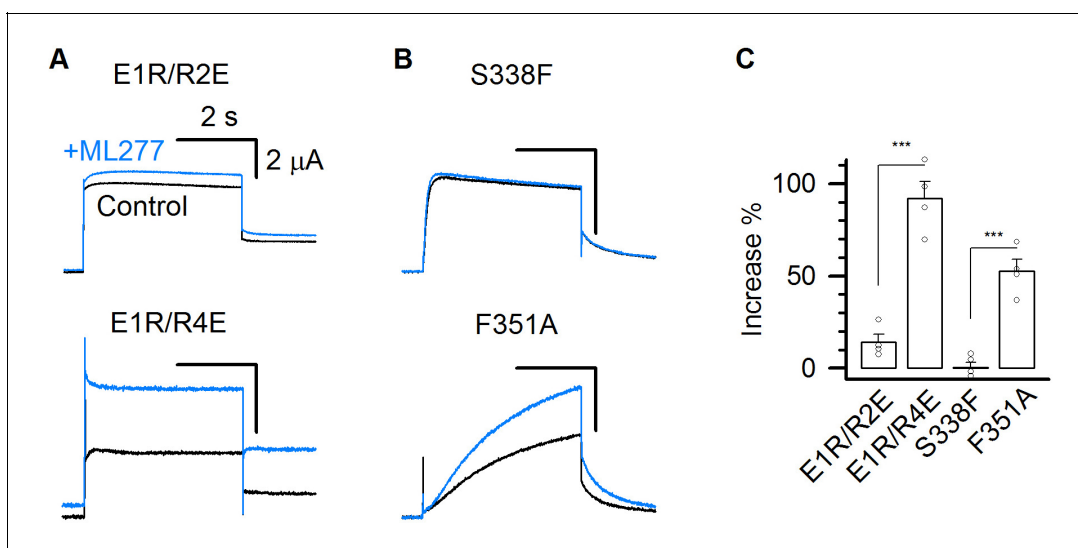 A
E1R/R2E
2 s
+ML277
2 μA
Control
E1R/R4E
B
S338F
F351A
C
***
***
100
50
0
Increase %
E1R/R2E
E1R/R4E
S338F
F351A